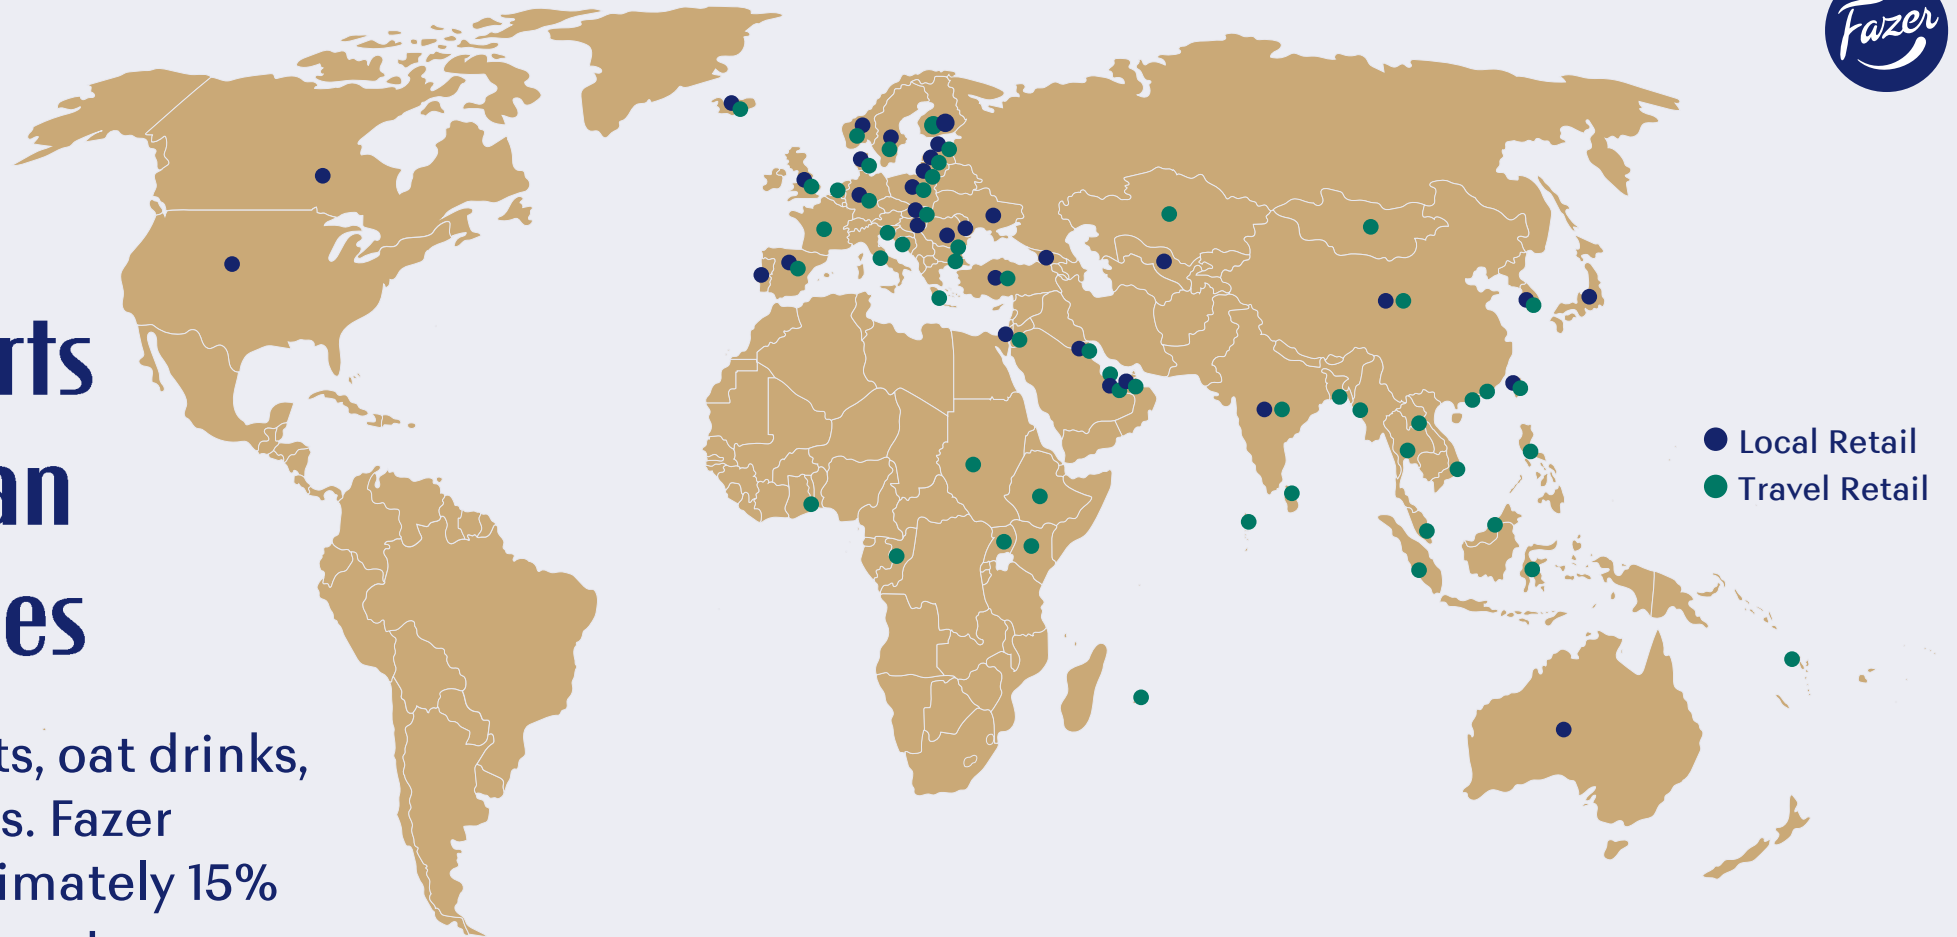 Fazer
rts
an
es
ts, oat drinks,
s. Fazer
imately 15%
Local Retail
Travel Retail